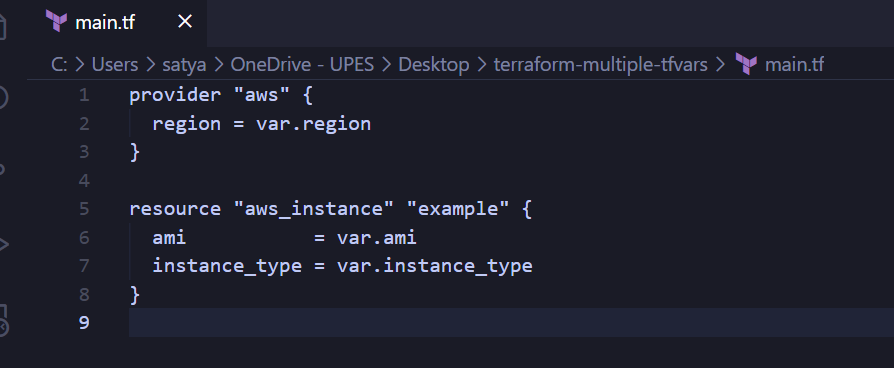 main.tf
C: > Users > satya > OneDrive - UPES > Desktop > terraform-multiple-tfvars > main.tf
1 provider "aws" {
2   region = var.region
3 }
4
5 resource "aws_instance" "example" {
6   ami           = var.ami
7   instance_type = var.instance_type
8 }
9